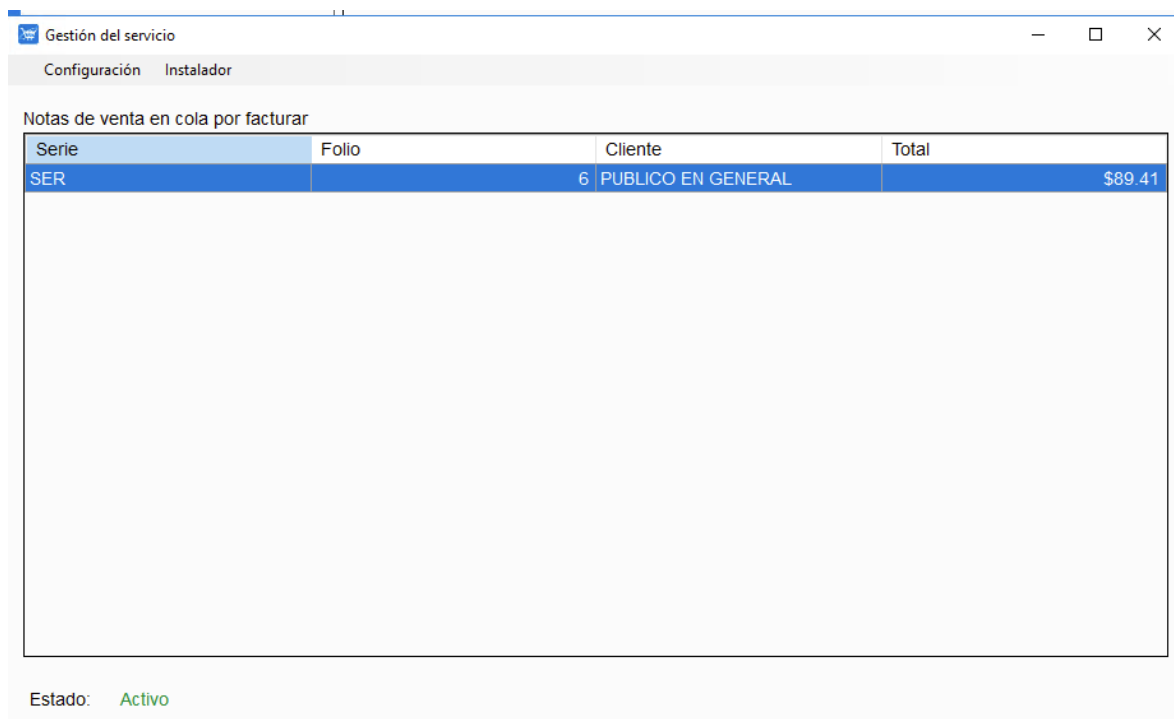 Gestión del servicio
Configuración Instalador
Notas de venta en cola por facturar
Serie Folio Cliente Total
SER 6 PUBLICO EN GENERAL $89.41
Estado: Activo